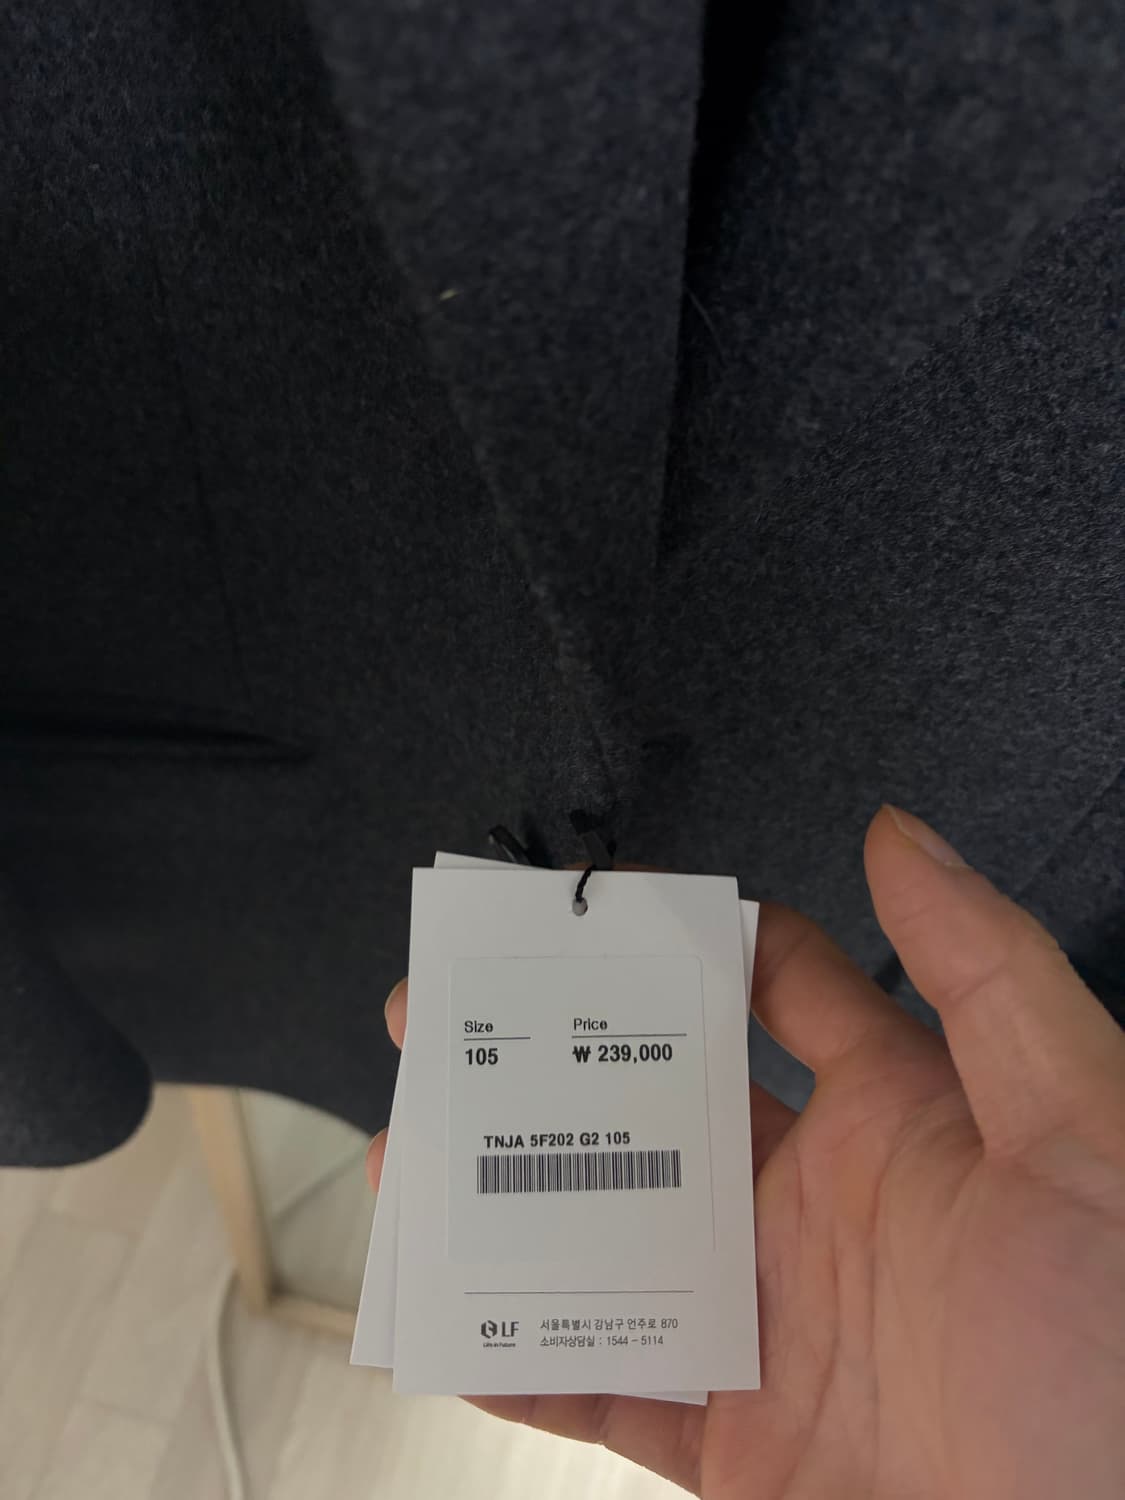 Size Price
105 ₩ 239,000
TNJA 5F202 G2 105
LF
Life in Future
서울특별시 강남구 언주로 870
소비자상담실 : 1544 - 5114